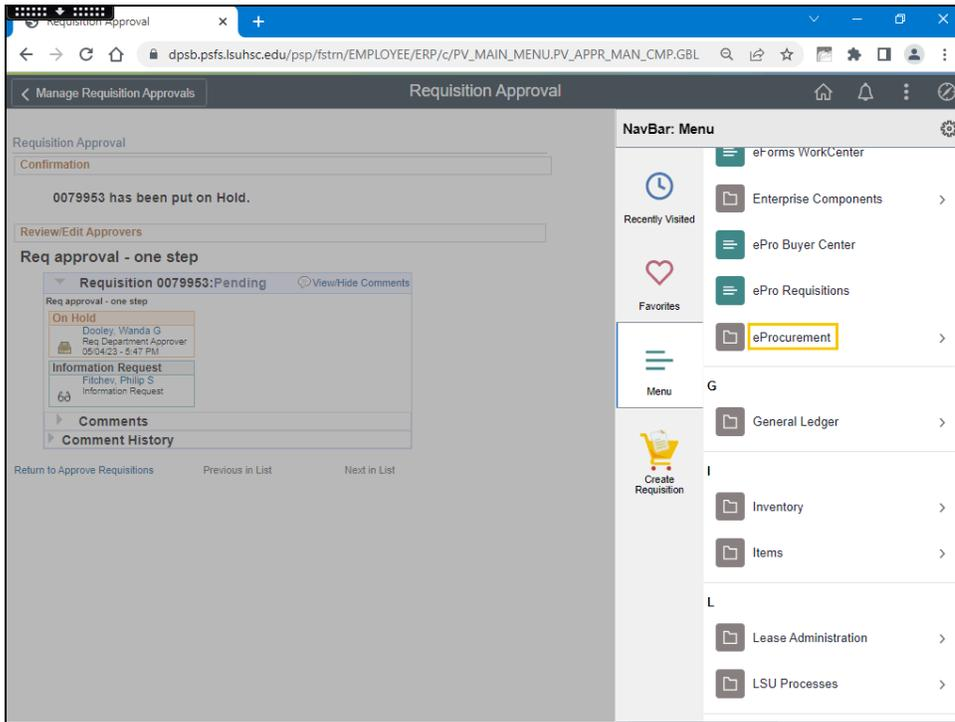 Requisition Approval
dpsb.psfs.lsuhsc.edu/psp/fstrn/EMPLOYEE/ERP/c/PV_MAIN_MENU.PV_APPR_MAN_CMP.GBL
Manage Requisition Approvals
Requisition Approval
Requisition Approval
Confirmation
0079953 has been put on Hold.
Review/Edit Approvers
Req approval - one step
Requisition 0079953:Pending
View/Hide Comments
Req approval - one step
On Hold
Dooley, Wanda G
Req Department Approver
05/04/23 - 5:47 PM
Information Request
Fitchev, Philip S
Information Request
Comments
Comment History
Return to Approve Requisitions
Previous in List
Next in List
NavBar: Menu
Recently Visited
Favorites
Menu
Create
Requisition
eForms WorkCenter
Enterprise Components
ePro Buyer Center
ePro Requisitions
eProcurement
G
General Ledger
I
Inventory
Items
L
Lease Administration
LSU Processes